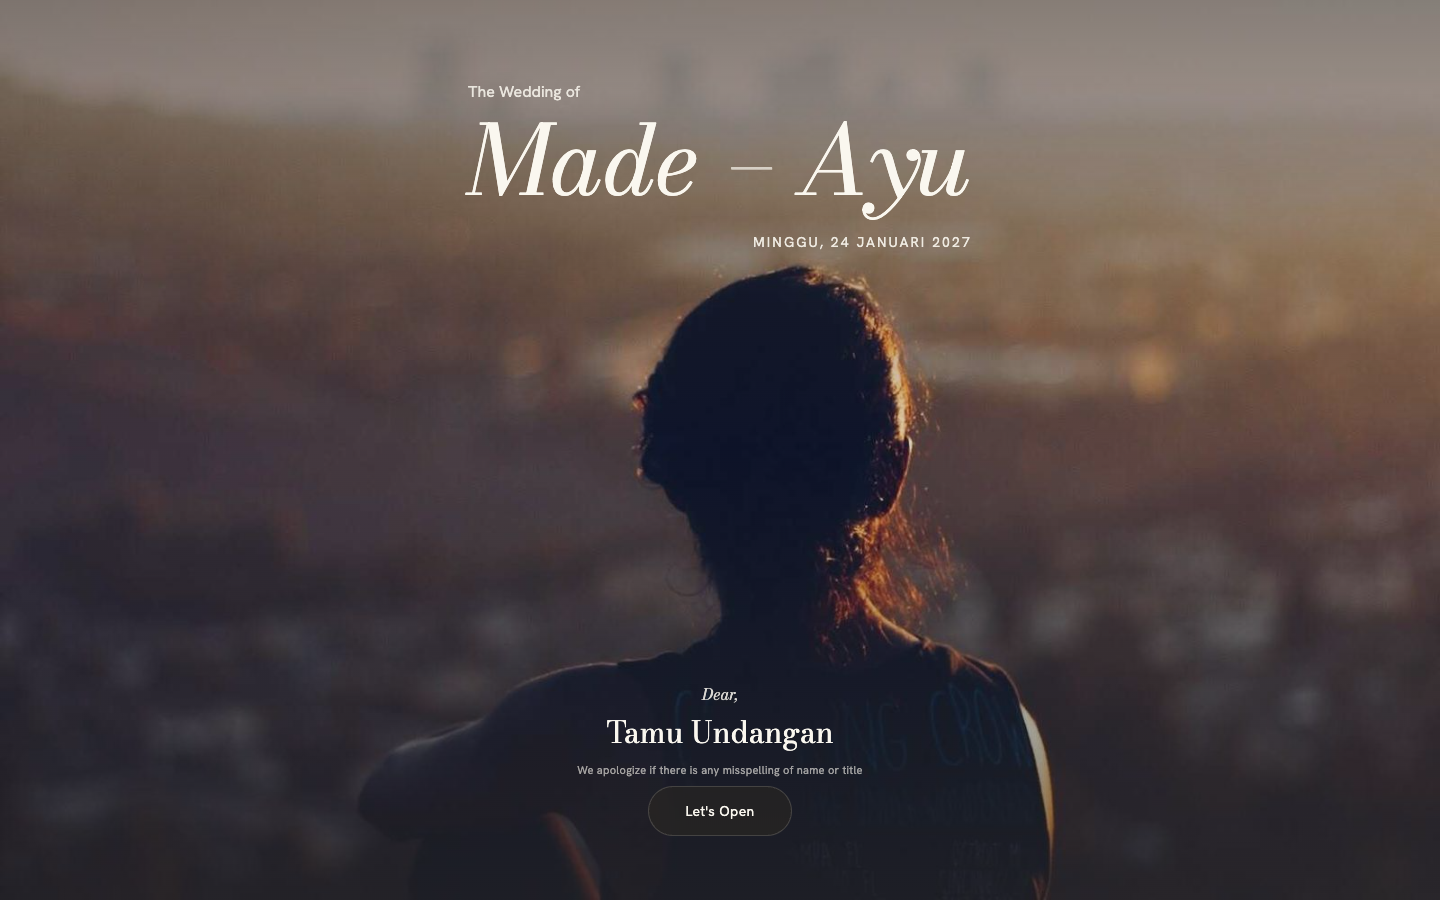 The Wedding of
Made – Ayu
MINGGU, 24 JANUARI 2027
Dear,
Tamu Undangan
We apologize if there is any misspelling of name or title
Let's Open